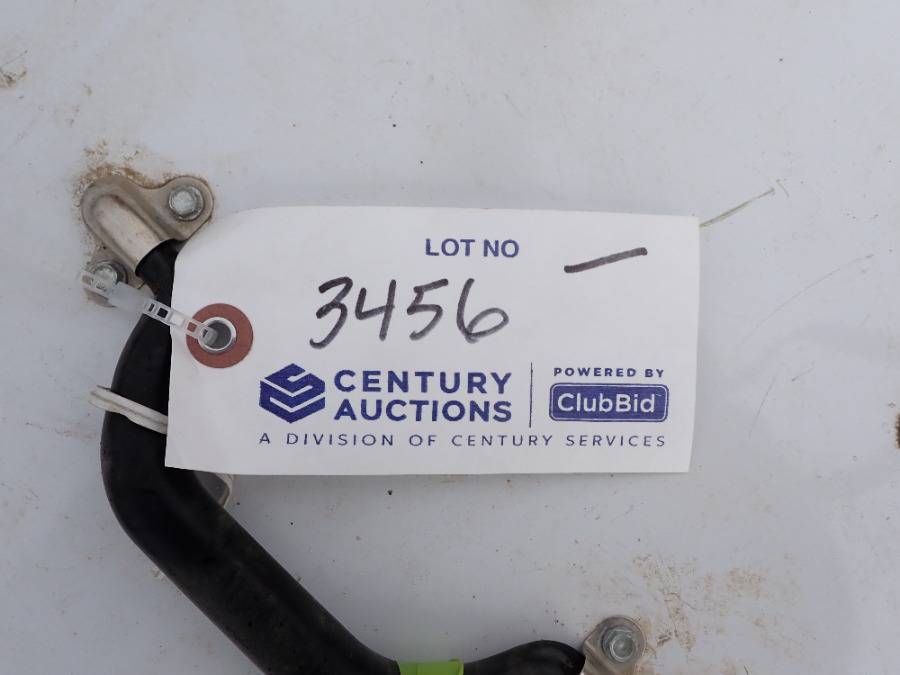 LOT NO
3456 —
CENTURY
AUCTIONS
POWERED BY
ClubBid
A DIVISION OF CENTURY SERVICES